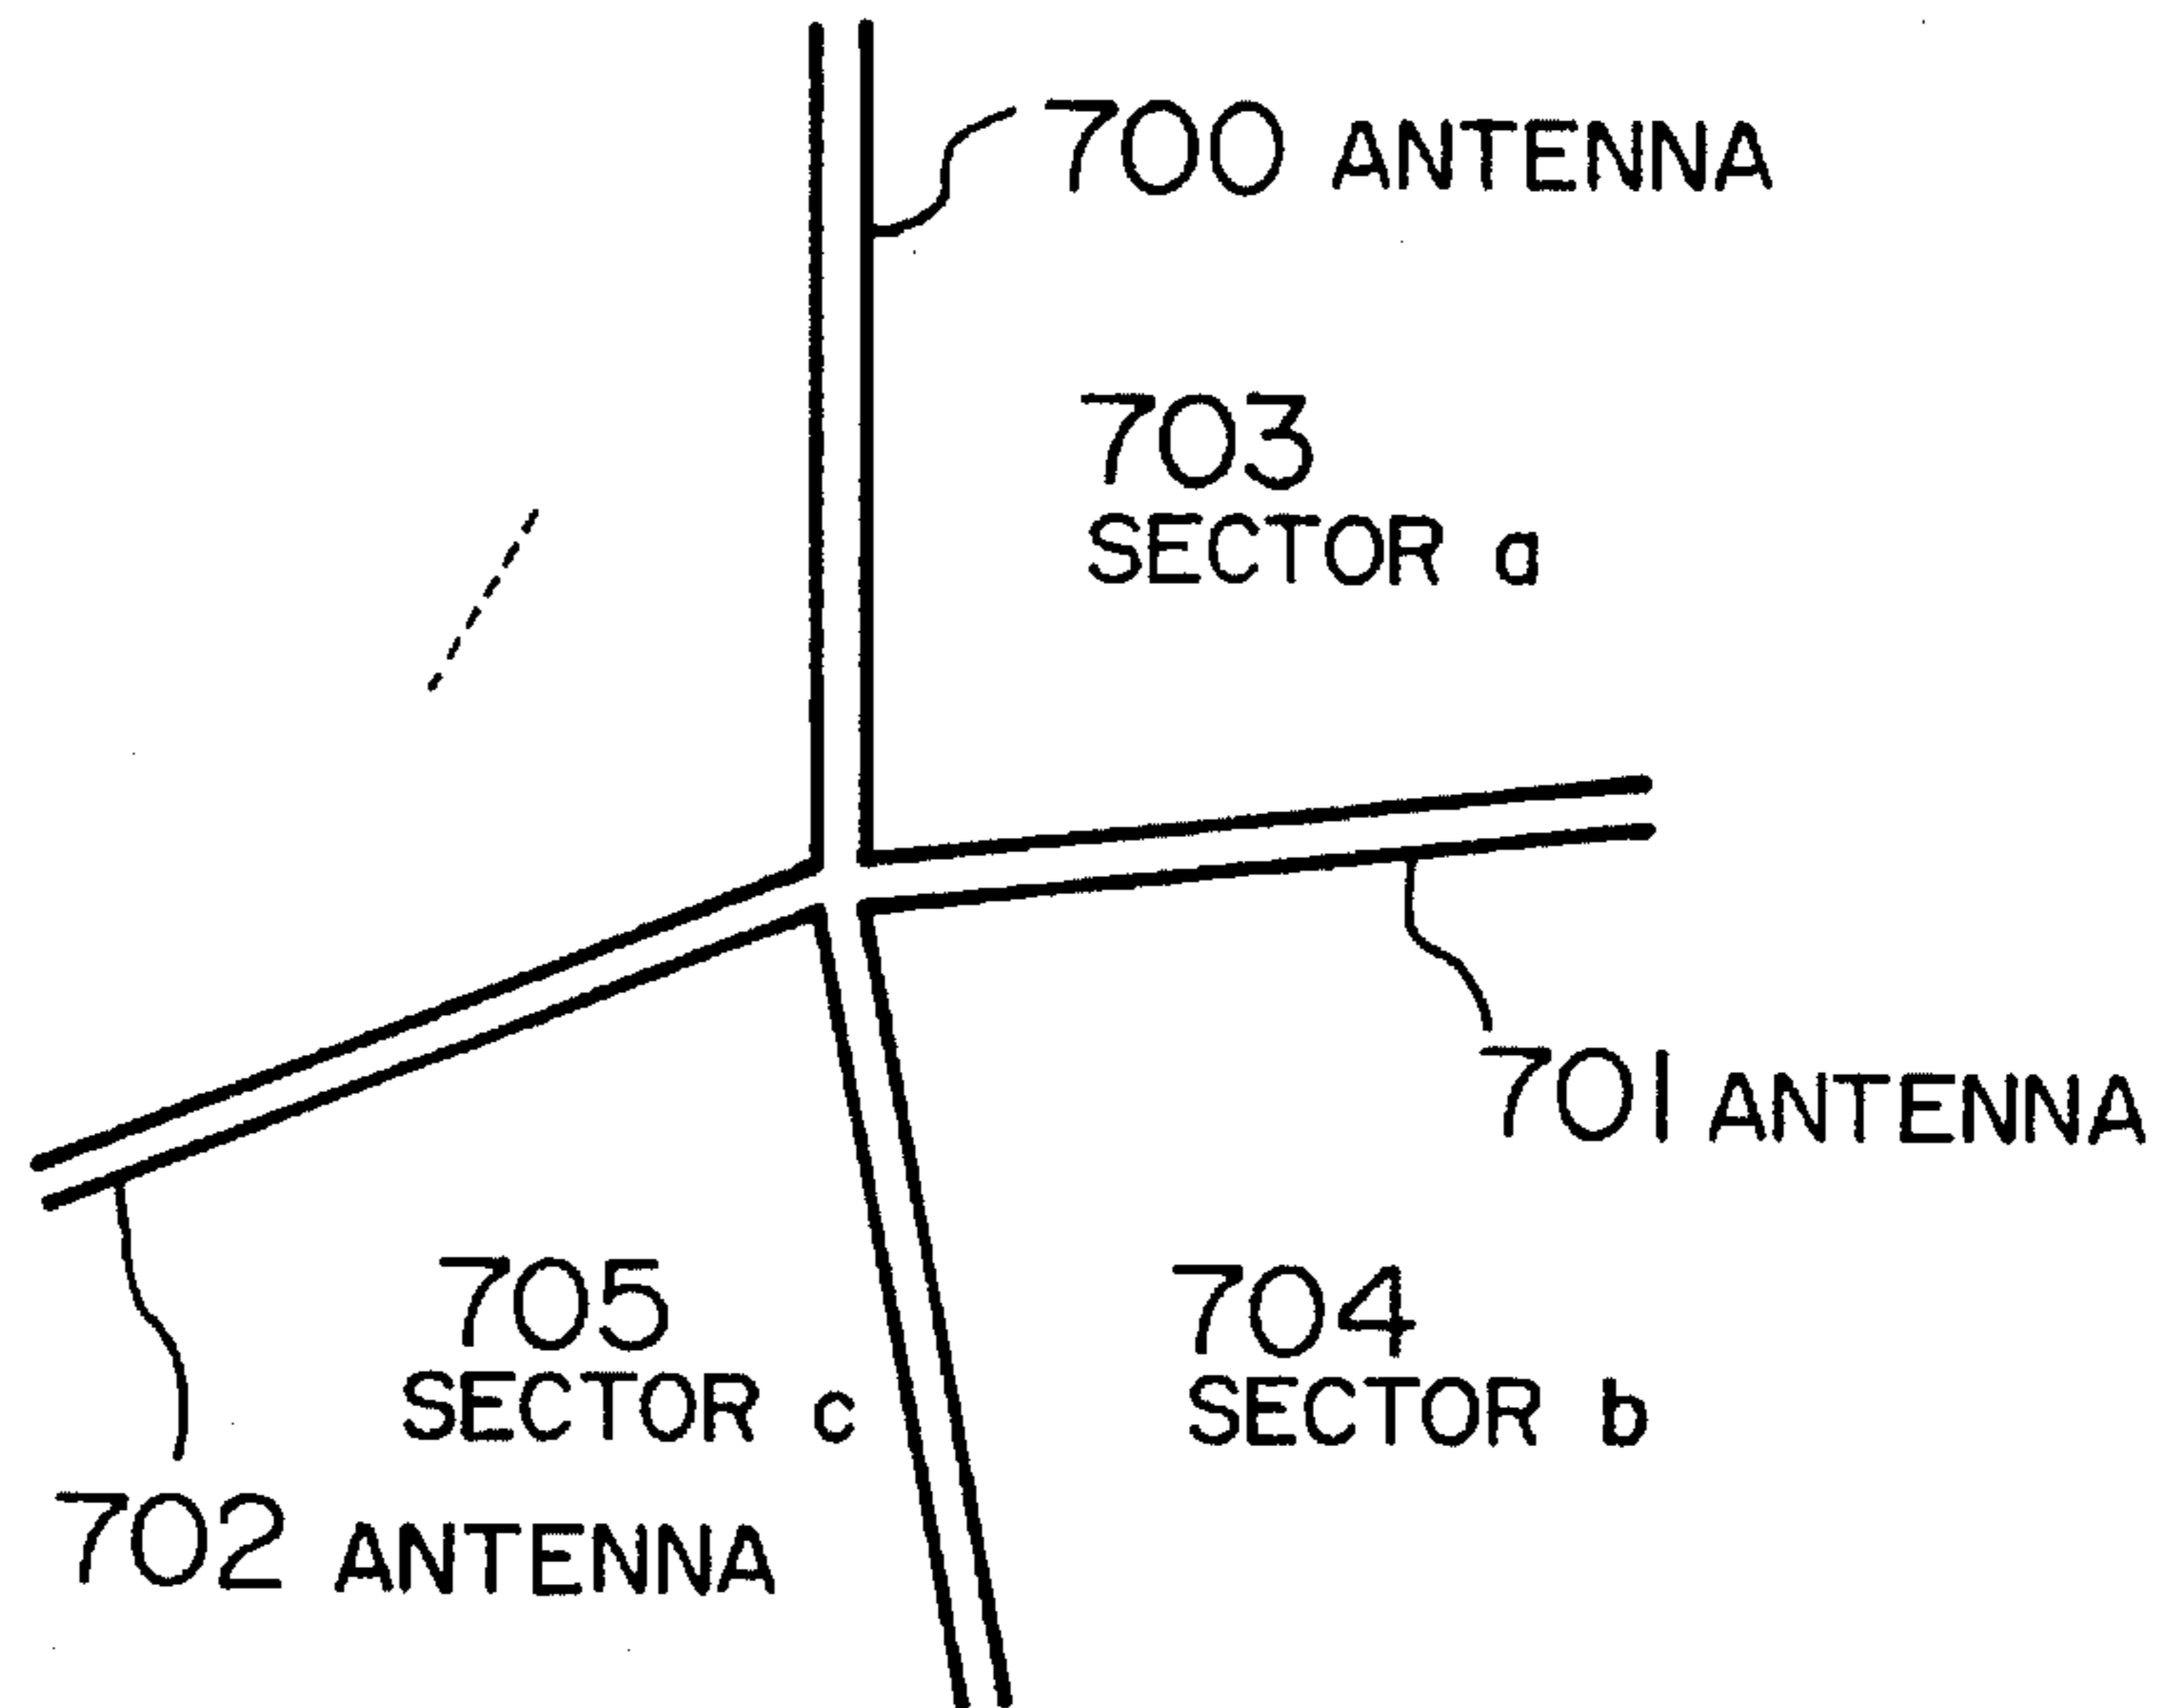 700 ANTENNA
703
SECTOR a
701 ANTENNA
705
SECTOR c
704
SECTOR b
702 ANTENNA